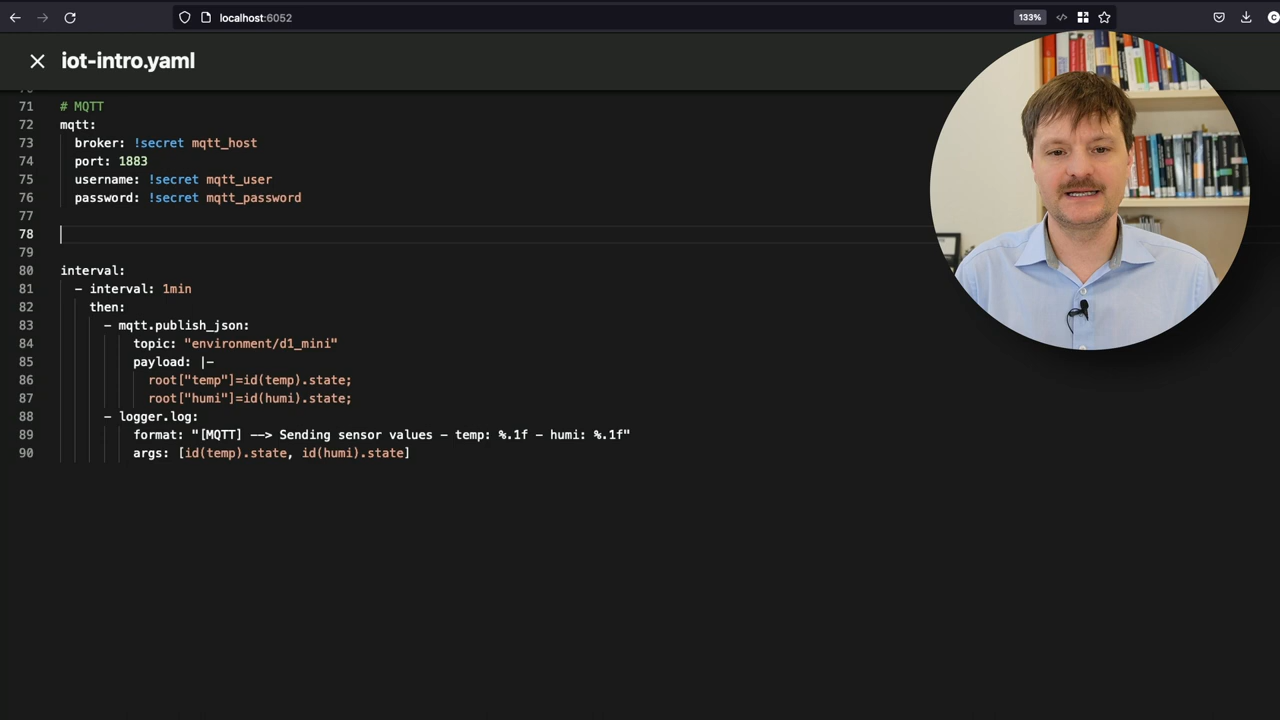 localhost:6052
133%
iot-intro.yaml
71 # MQTT
72 mqtt:
73 broker: !secret mqtt_host
74 port: 1883
75 username: !secret mqtt_user
76 password: !secret mqtt_password
77
78
79
80 interval:
81 - interval: 1min
82 then:
83 - mqtt.publish_json:
84 topic: "environment/d1_mini"
85 payload: |-
86 root["temp"]=id(temp).state;
87 root["humi"]=id(humi).state;
88 - logger.log:
89 format: "[MQTT] --> Sending sensor values - temp: %.1f - humi: %.1f"
90 args: [id(temp).state, id(humi).state]